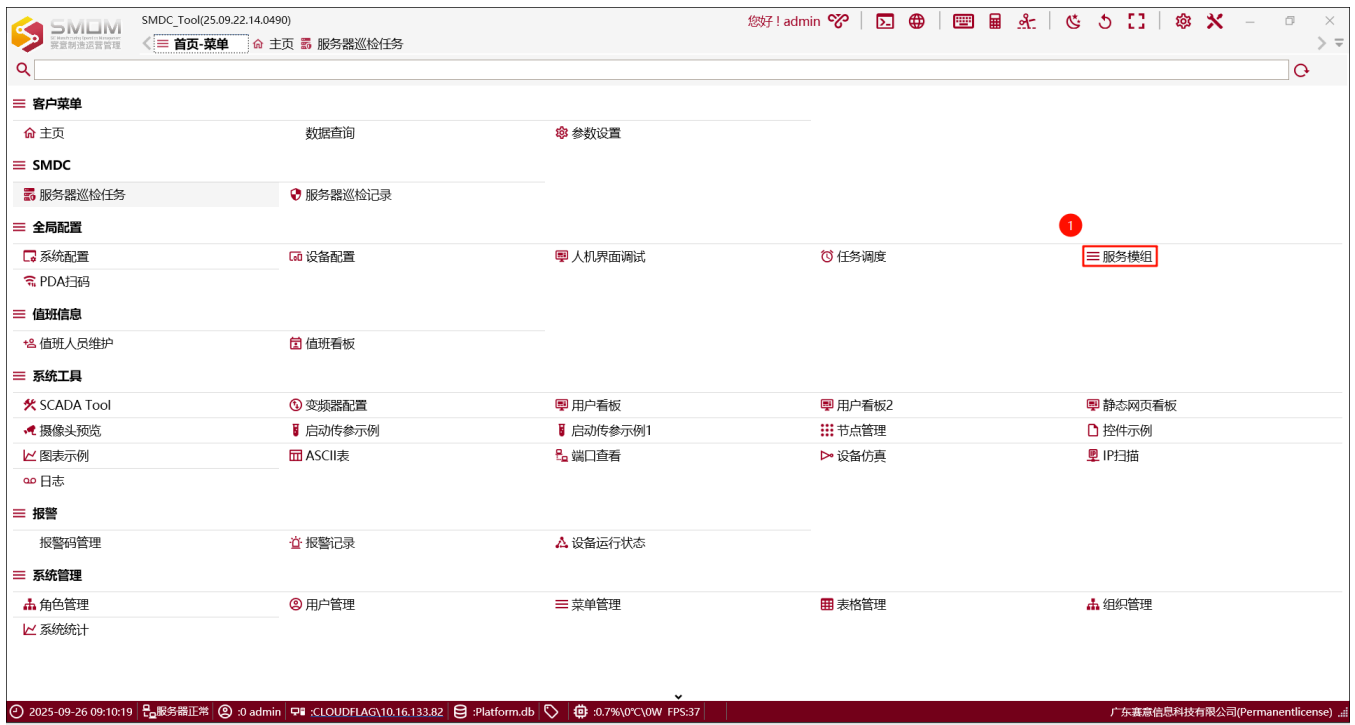 SMOM
赛意制造运营管理
SMDC_Tool(25.09.22.14.0490)
您好！admin
首页-菜单 主页 服务器巡检任务
客户菜单
主页 数据查询 参数设置
SMDC
服务器巡检任务 服务器巡检记录
全局配置
1
系统配置 设备配置 人机界面调试 任务调度 服务模组
PDA扫码
值班信息
值班人员维护 值班看板
系统工具
SCADA Tool 变频器配置 用户看板 用户看板2 静态网页看板
摄像头预览 启动传参示例 启动传参示例1 节点管理 控件示例
图表示例 ASCII表 端口查看 设备仿真 IP扫描
日志
报警
报警码管理 报警记录 设备运行状态
系统管理
角色管理 用户管理 菜单管理 表格管理 组织管理
系统统计
2025-09-26 09:10:19 服务器正常 :0 admin :CLOUDFLAG\10.16.133.82 :Platform.db :0.7%\0°C\0W FPS:37 广东赛意信息科技有限公司(Permanentlicense)